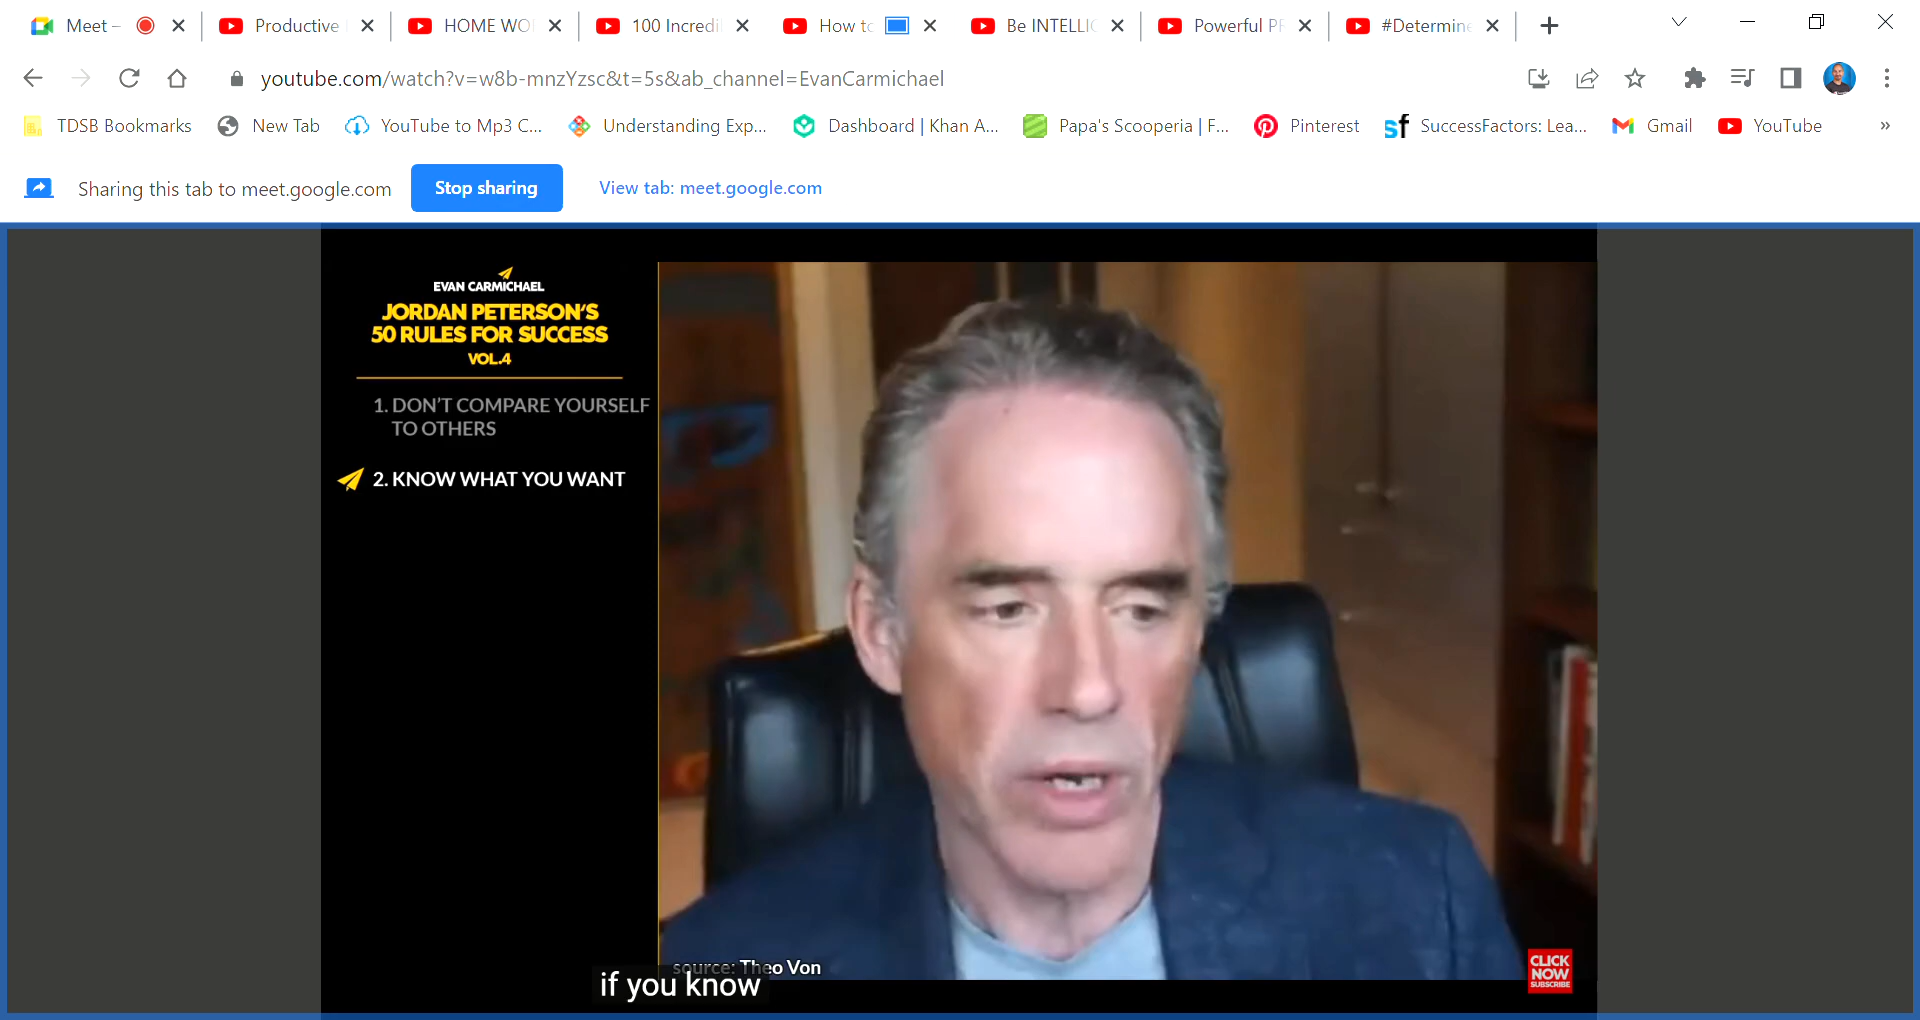 Meet – Productive HOME WO 100 Incredi How to Be INTELLIC Powerful PR #Determine
youtube.com/watch?v=w8b-mnzYzsc&t=5s&ab_channel=EvanCarmichael
TDSB Bookmarks New Tab YouTube to Mp3 C... Understanding Exp... Dashboard | Khan A... Papa's Scooperia | F... Pinterest sf SuccessFactors: Lea... Gmail YouTube »
Sharing this tab to meet.google.com Stop sharing View tab: meet.google.com
EVAN CARMICHAEL
JORDAN PETERSON'S
50 RULES FOR SUCCESS
VOL.4
1. DON'T COMPARE YOURSELF
TO OTHERS
2. KNOW WHAT YOU WANT
source: Theo Von
if you know
CLICK
NOW
SUBSCRIBE